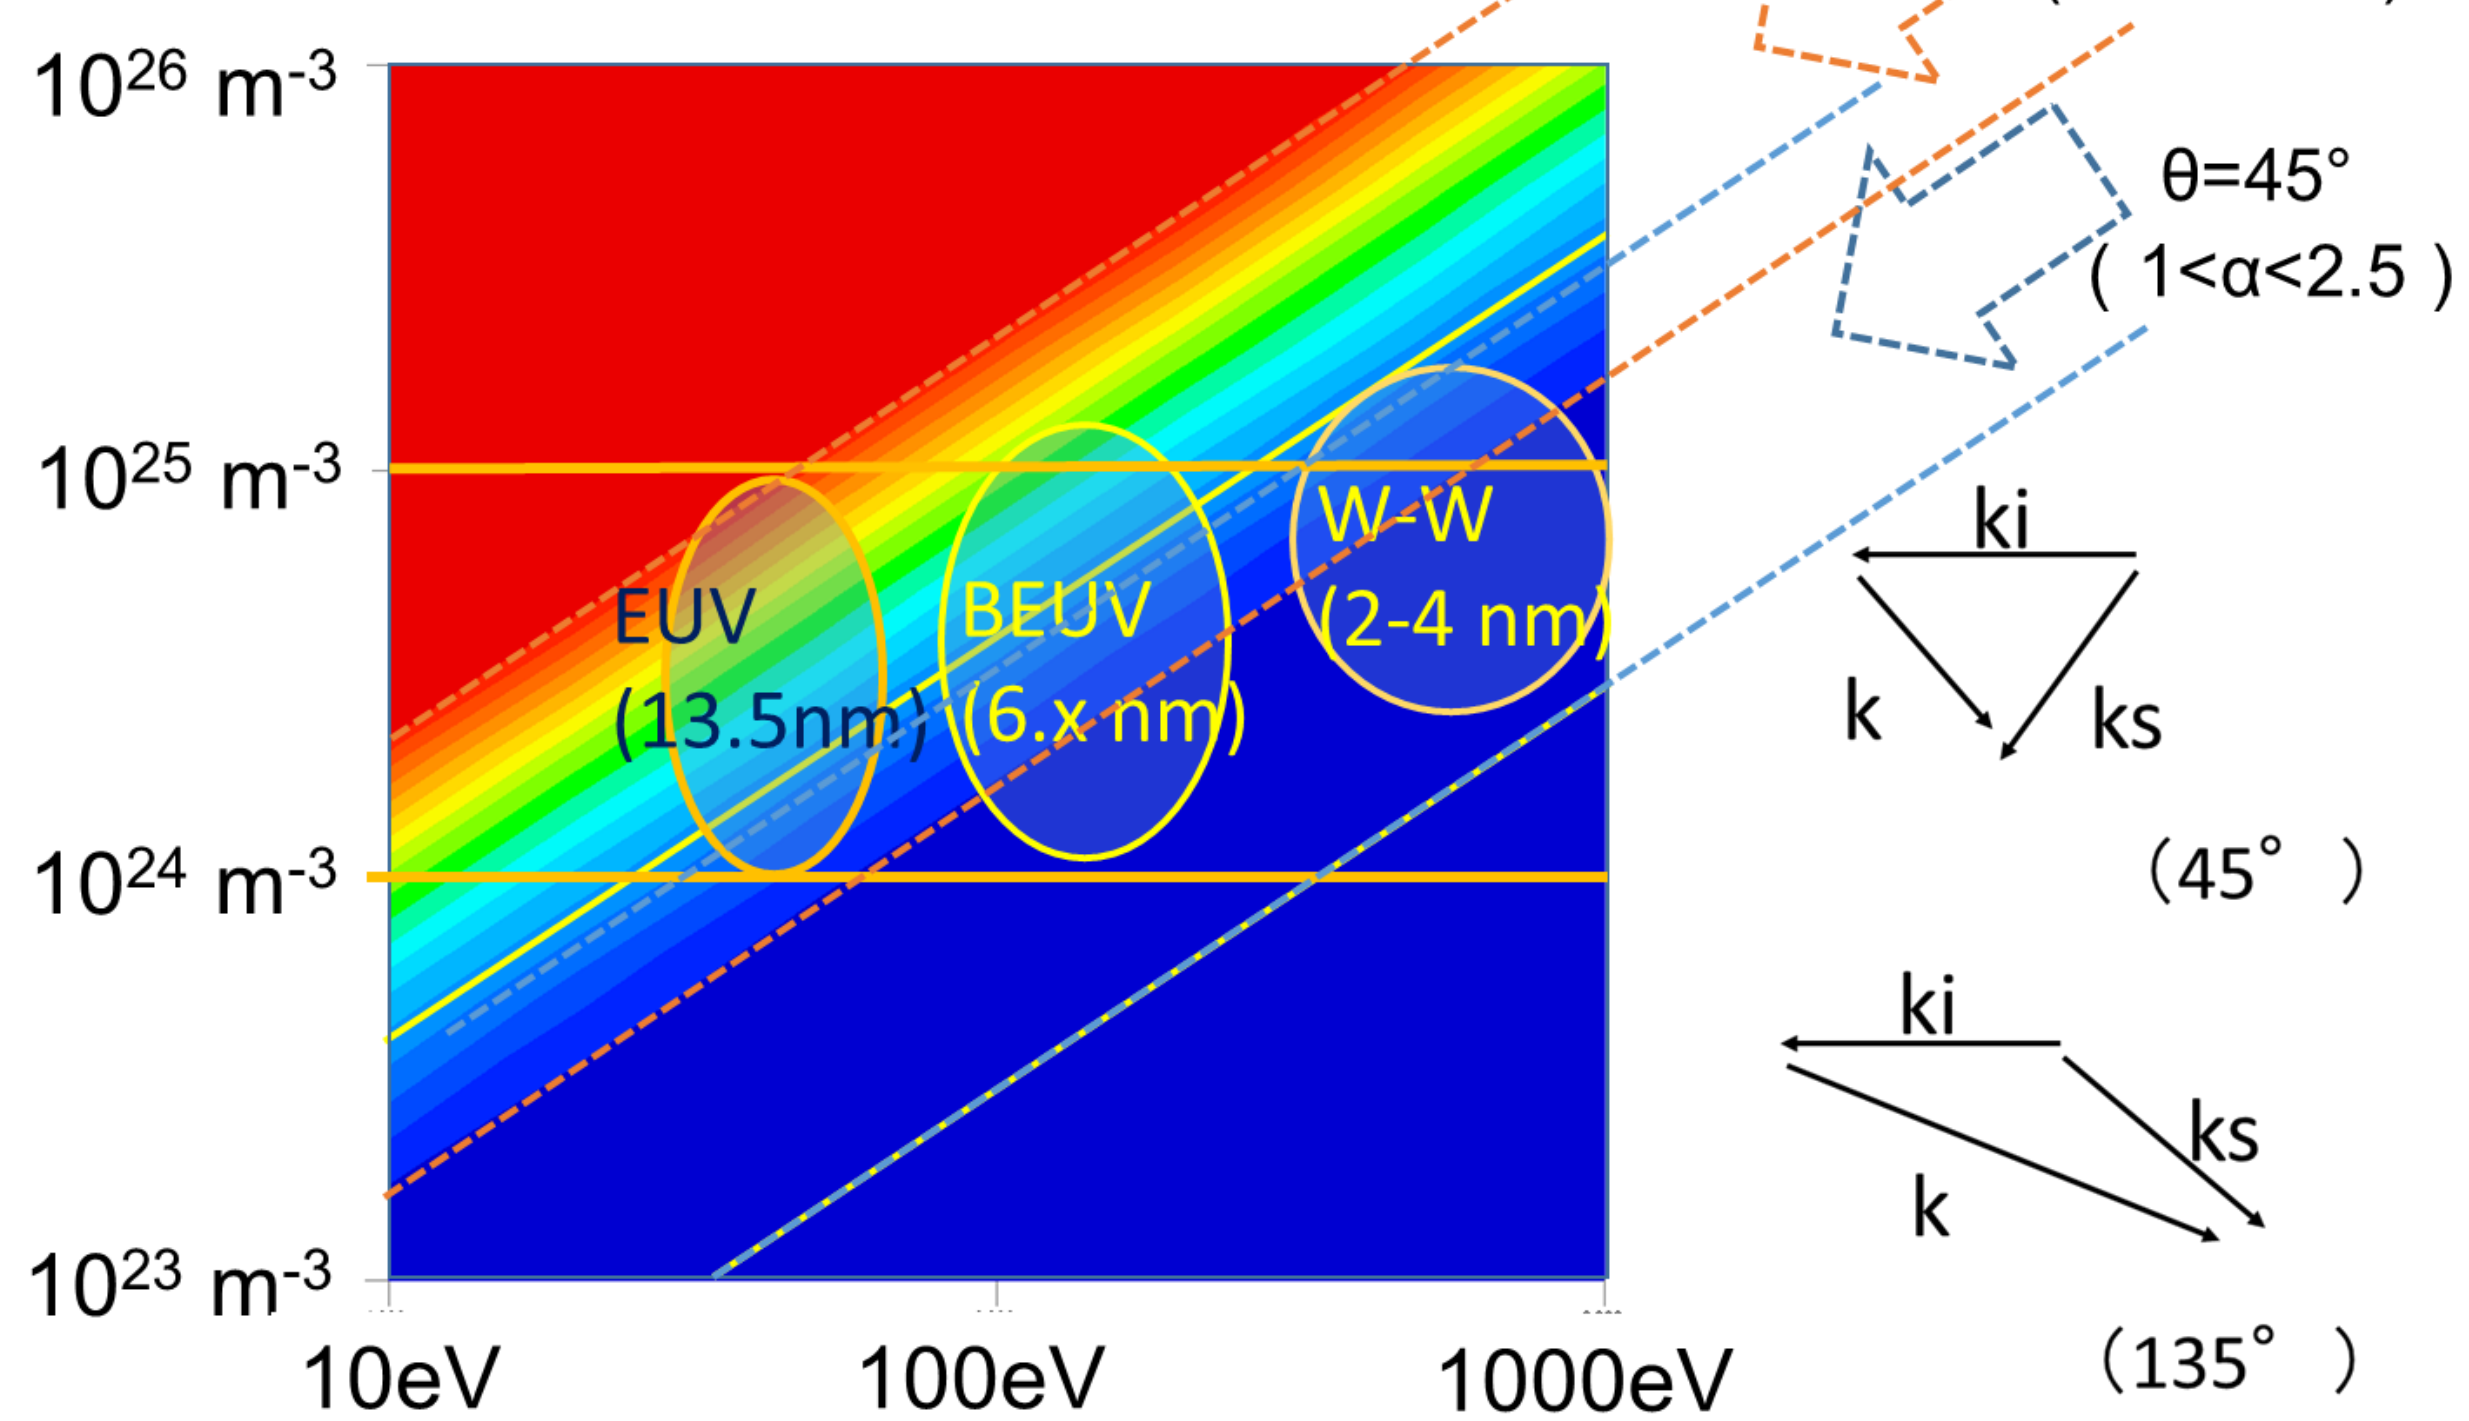 10²⁶ m⁻³
θ=45°
( 1<α<2.5 )
10²⁵ m⁻³
W-W
(2-4 nm)
ki
EUV
(13.5nm)
BEUV
(6.x nm)
k
ks
10²⁴ m⁻³
(45° )
ki
ks
k
10²³ m⁻³
10eV
100eV
1000eV
(135° )